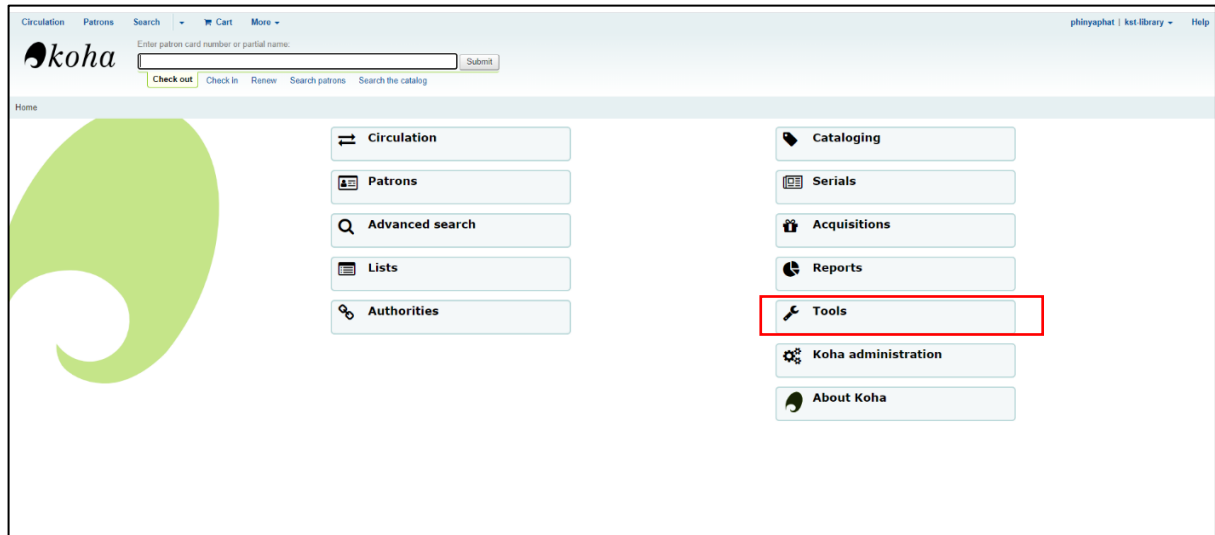 Circulation Patrons Search Cart More phinyaphat | kst-library Help
koha
Enter patron card number or partial name:
Submit
Check out Check in Renew Search patrons Search the catalog
Home
Circulation
Patrons
Advanced search
Lists
Authorities
Cataloging
Serials
Acquisitions
Reports
Tools
Koha administration
About Koha